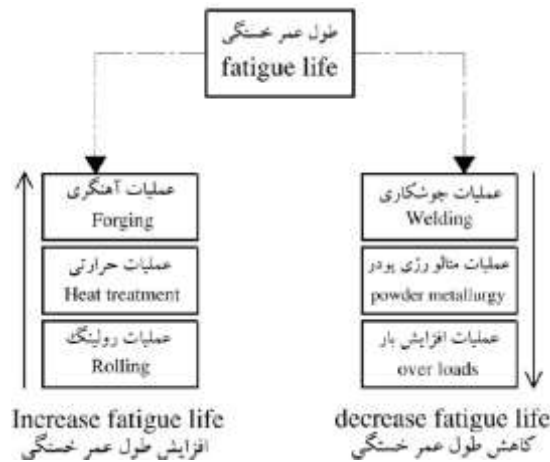 طول عمر خستگی
fatigue life
عملیات آهنگری
Forging
عملیات حرارتی
Heat treatment
عملیات رولینگ
Rolling
Increase fatigue life
افزایش طول عمر خستگی
عملیات جوشکاری
Welding
عملیات متالو رژی پودر
powder metallurgy
عملیات افزایش بار
over loads
decrease fatigue life
کاهش طول عمر خستگی